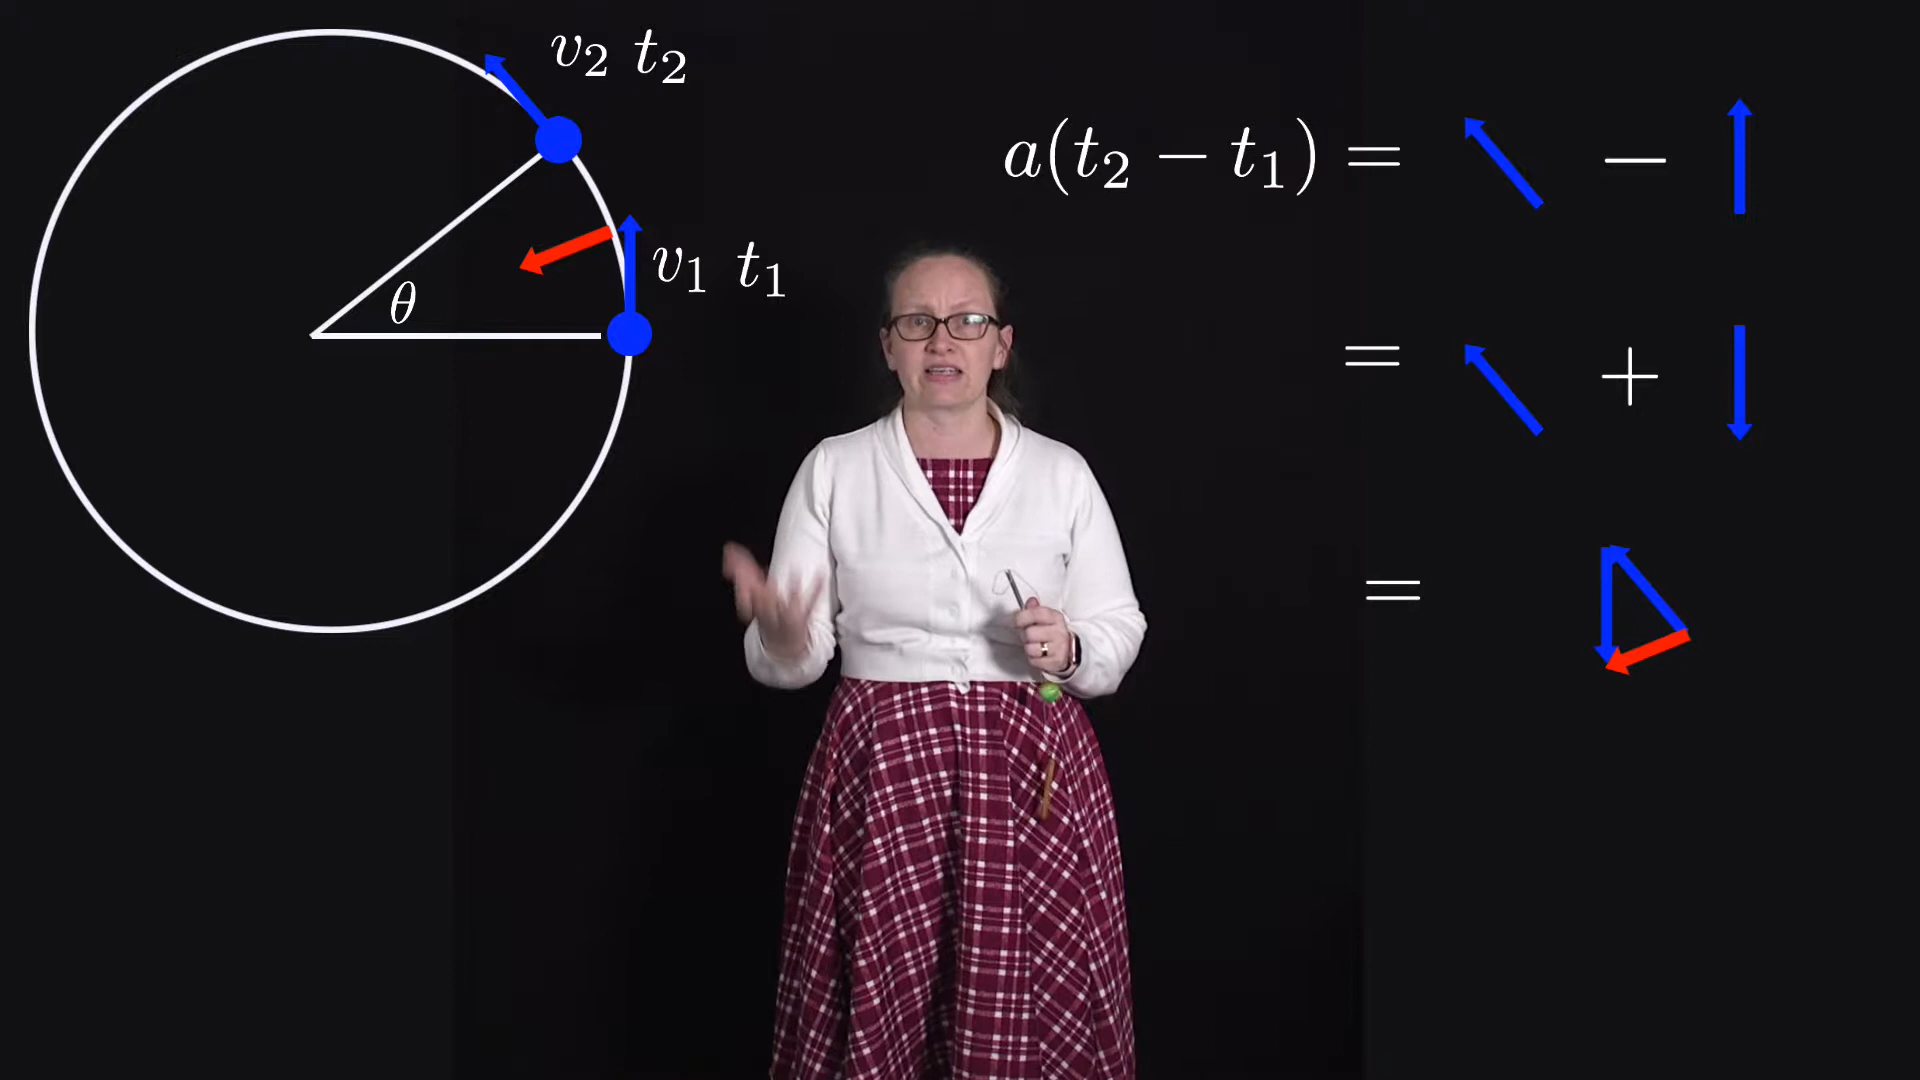 v₂ t₂
v₁ t₁
θ
a(t₂ − t₁) = −
= +
=